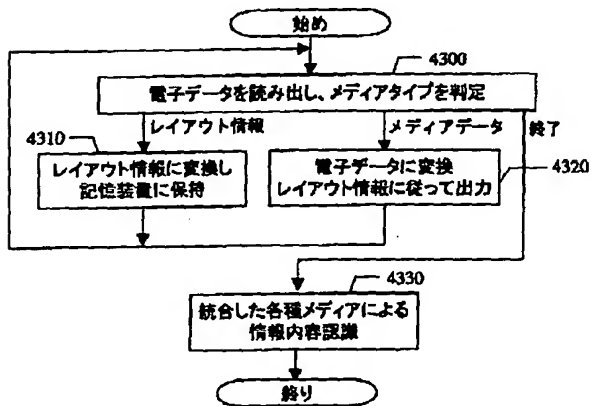 始め
4300
電子データを読み出し、メディアタイプを判定
レイアウト情報
メディアデータ
終了
4310
レイアウト情報に変換し
記憶装置に保持
電子データに変換
レイアウト情報に従って出力
4320
4330
統合した各種メディアによる
情報内容認識
終り